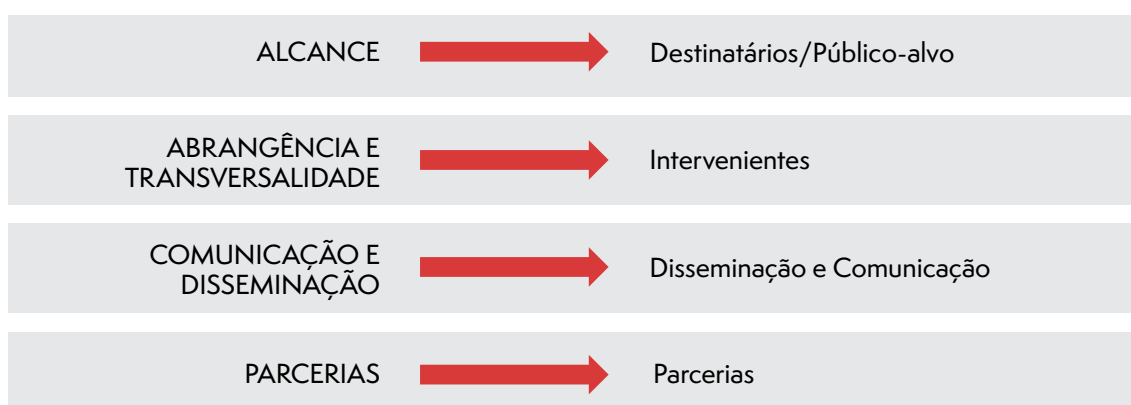 ALCANCE
Destinatários/Público-alvo
ABRANGÊNCIA E
TRANSVERSALIDADE
Intervenientes
COMUNICAÇÃO E
DISSEMINAÇÃO
Disseminação e Comunicação
PARCERIAS
Parcerias